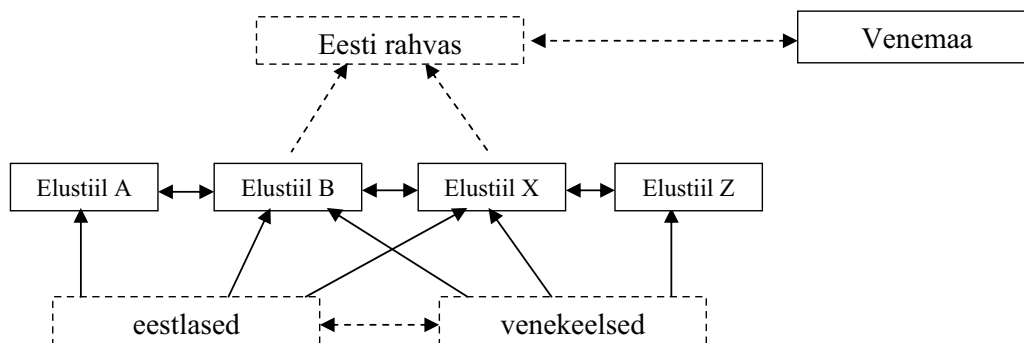 Eesti rahvas
Venemaa
Elustiil A
Elustiil B
Elustiil X
Elustiil Z
eestlased
venekeelsed